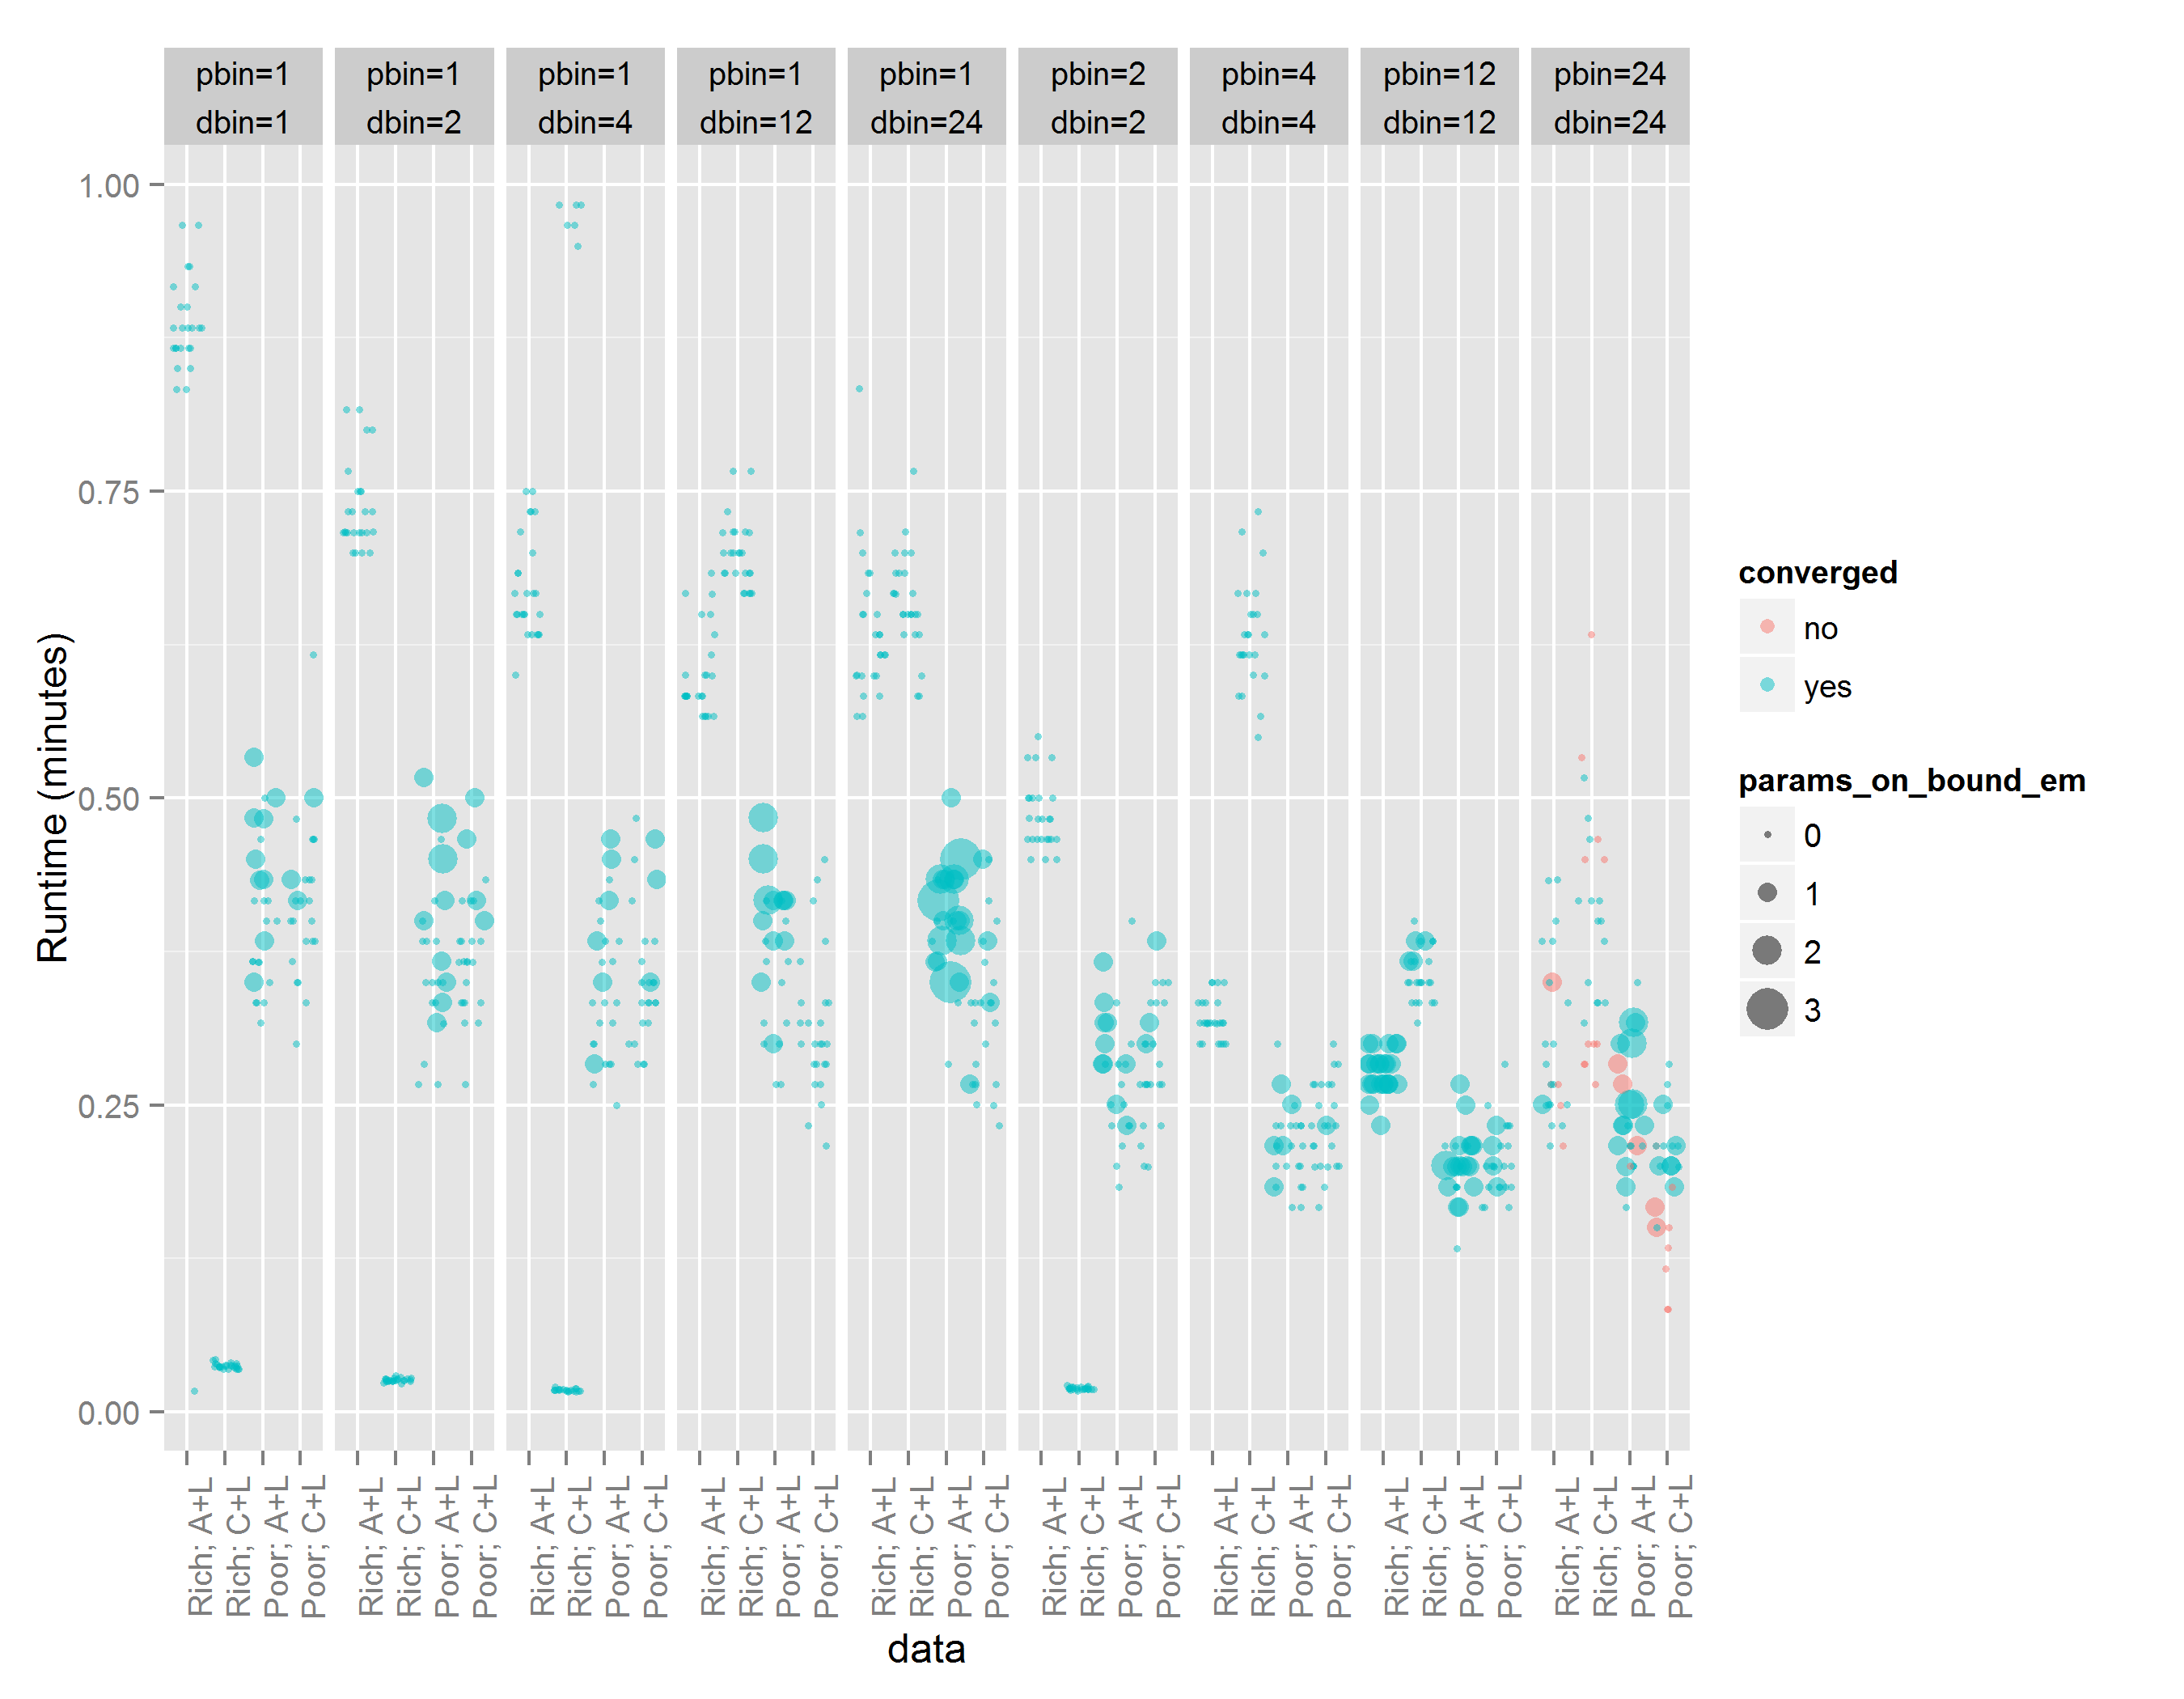 pbin=1 pbin=1 pbin=1 pbin=1 pbin=1 pbin=2 pbin=4 pbin=12 pbin=24
dbin=1 dbin=2 dbin=4 dbin=12 dbin=24 dbin=2 dbin=4 dbin=12 dbin=24
1.00
0.75
0.50
0.25
0.00
Runtime (minutes)
Rich; A+L
Rich; C+L
Poor; A+L
Poor; C+L
Rich; A+L
Rich; C+L
Poor; A+L
Poor; C+L
Rich; A+L
Rich; C+L
Poor; A+L
Poor; C+L
Rich; A+L
Rich; C+L
Poor; A+L
Poor; C+L
Rich; A+L
Rich; C+L
Poor; A+L
Poor; C+L
Rich; A+L
Rich; C+L
Poor; A+L
Poor; C+L
Rich; A+L
Rich; C+L
Poor; A+L
Poor; C+L
Rich; A+L
Rich; C+L
Poor; A+L
Poor; C+L
Rich; A+L
Rich; C+L
Poor; A+L
Poor; C+L
data
converged
no
yes
params_on_bound_em
0
1
2
3